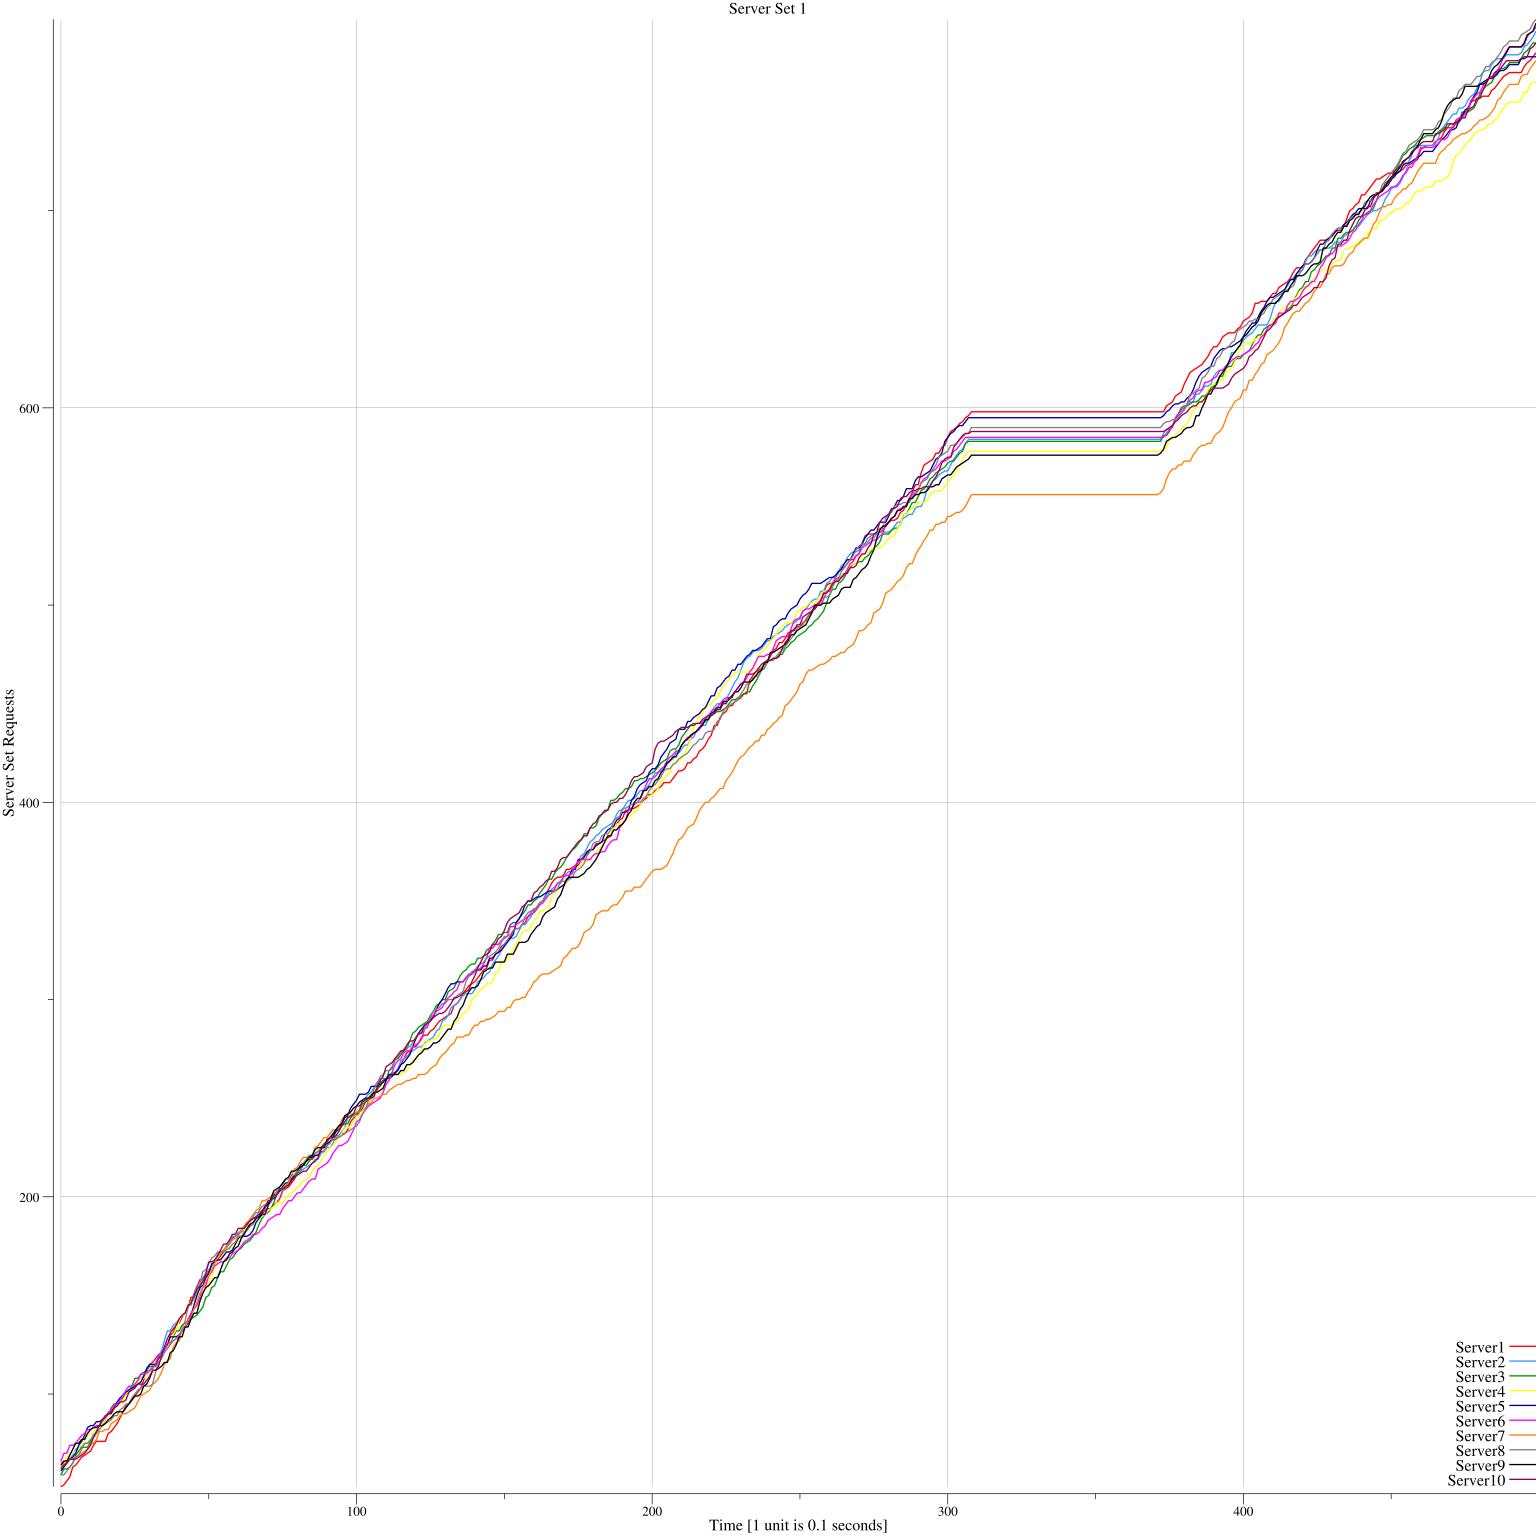 Server Set 1
Server Set Requests
600
400
200
0
100
200
300
400
Time [1 unit is 0.1 seconds]
Server1
Server2
Server3
Server4
Server5
Server6
Server7
Server8
Server9
Server10